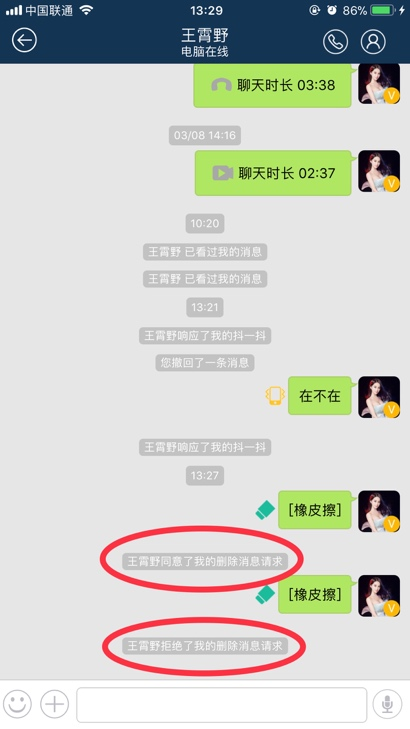 中国联通 13:29 86%
王霄野
电脑在线
聊天时长 03:38
V
03/08 14:16
聊天时长 02:37
V
10:20
王霄野 已看过我的消息
王霄野 已看过我的消息
13:21
王霄野响应了我的抖一抖
您撤回了一条消息
在不在
V
王霄野响应了我的抖一抖
13:27
[橡皮擦]
V
王霄野同意了我的删除消息请求
[橡皮擦]
V
王霄野拒绝了我的删除消息请求